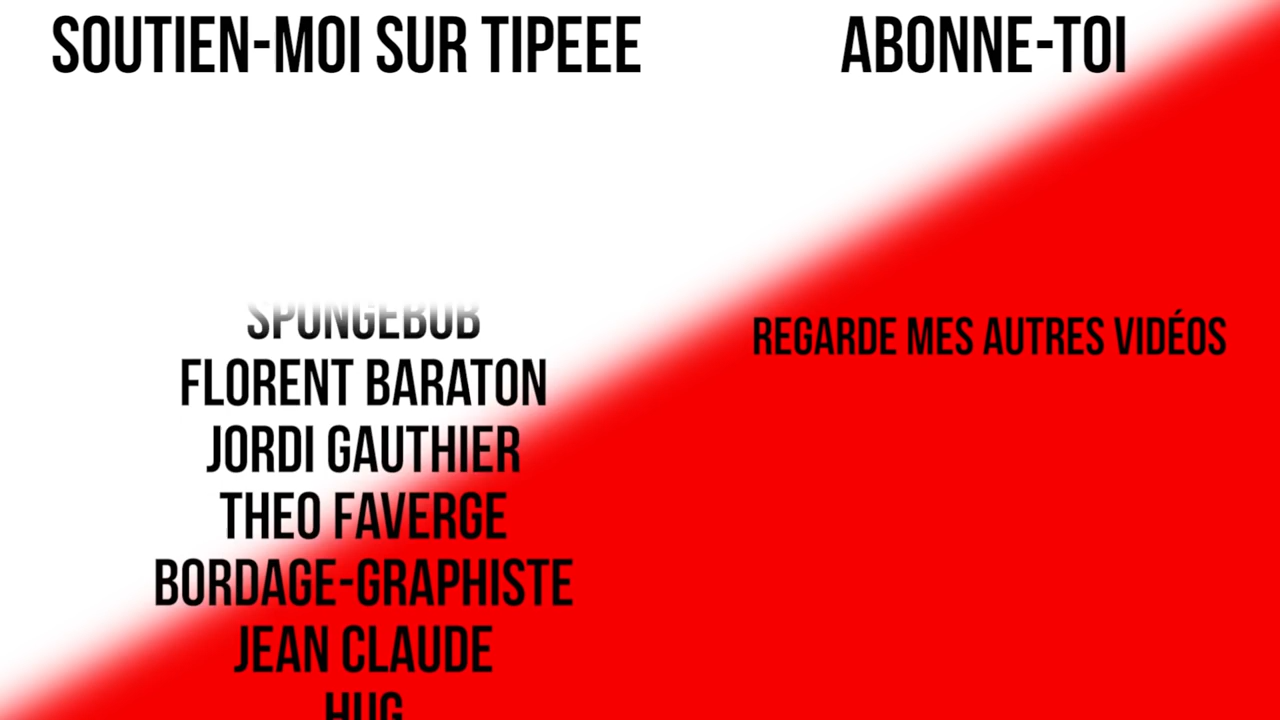 SOUTIEN-MOI SUR TIPEEE
ABONNE-TOI
SPONGEBOB
FLORENT BARATON
JORDI GAUTHIER
THEO FAVERGE
BORDAGE-GRAPHISTE
JEAN CLAUDE
HUG
REGARDE MES AUTRES VIDÉOS